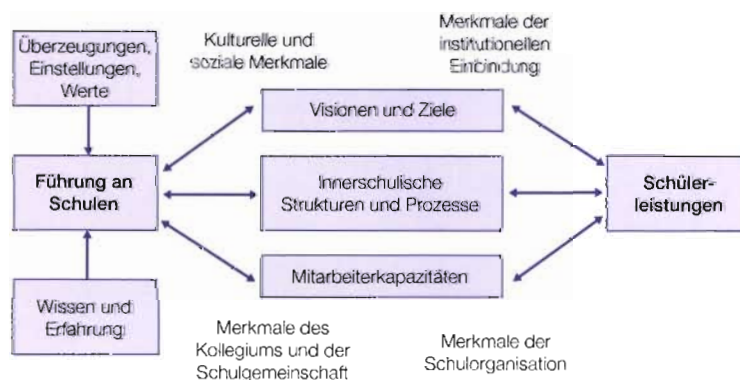 Überzeugungen,
Einstellungen,
Werte
Kulturelle und
soziale Merkmale
Merkmale der
institutionellen
Einbindung
Visionen und Ziele
Führung an
Schulen
Innerschulische
Strukturen und Prozesse
Schüler-
leistungen
Mitarbeiterkapazitäten
Wissen und
Erfahrung
Merkmale des
Kollegiums und der
Schulgemeinschaft
Merkmale der
Schulorganisation